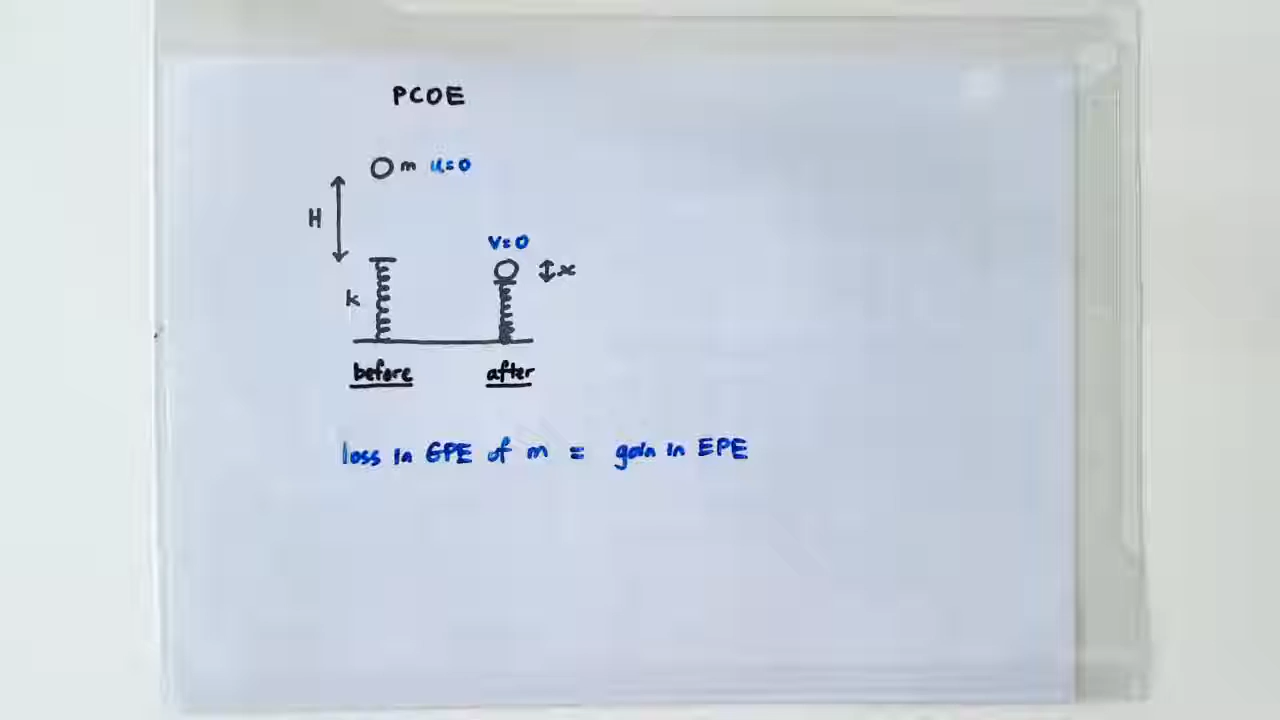 PCOE
m u=0
H
v=0
x
k
before after
loss in GPE of m = gain in EPE